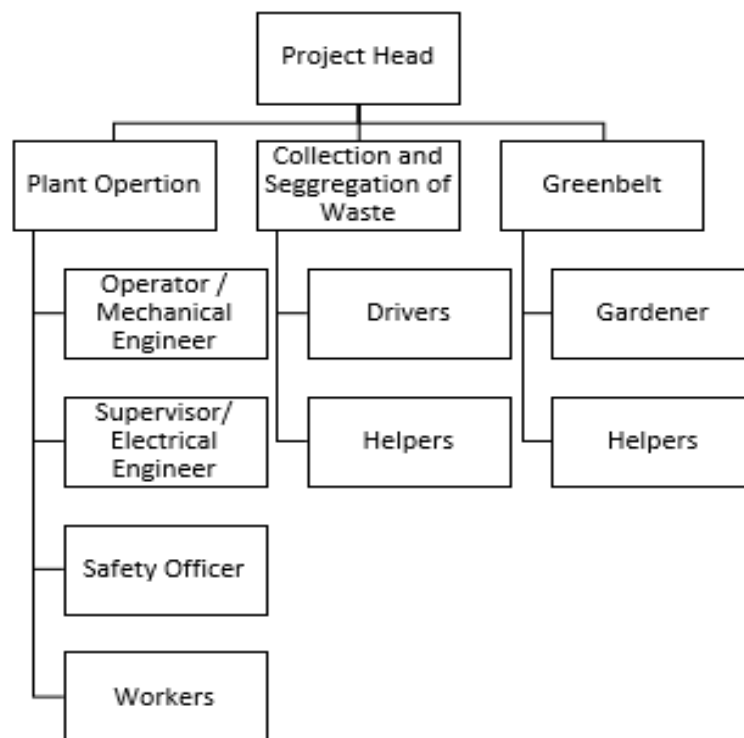 Project Head
Plant Opertion
Collection and
Seggregation of
Waste
Greenbelt
Operator /
Mechanical
Engineer
Drivers
Gardener
Supervisor/
Electrical
Engineer
Helpers
Helpers
Safety Officer
Workers